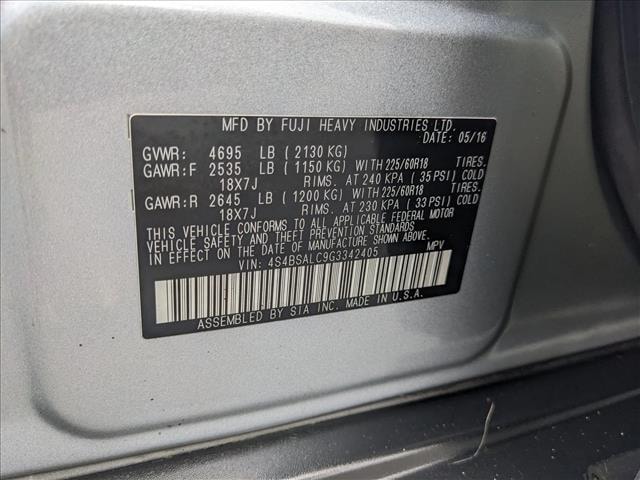 MFD BY FUJI HEAVY INDUSTRIES LTD.
DATE: 05/16
GVWR: 4695 LB ( 2130 KG)
GAWR:F 2535 LB ( 1150 KG) WITH 225/60R18 TIRES.
18X7J RIMS. AT 240 KPA ( 35 PSI) COLD
GAWR:R 2645 LB ( 1200 KG) WITH 225/60R18 TIRES.
18X7J RIMS. AT 230 KPA ( 33 PSI) COLD
THIS VEHICLE CONFORMS TO ALL APPLICABLE FEDERAL MOTOR
VEHICLE SAFETY, BUMPER, AND THEFT PREVENTION STANDARDS
IN EFFECT ON THE DATE OF MANUFACTURE SHOWN ABOVE.
VIN: 4S4BSALC9G3342405 MPV
ASSEMBLED BY SIA INC. MADE IN U.S.A.